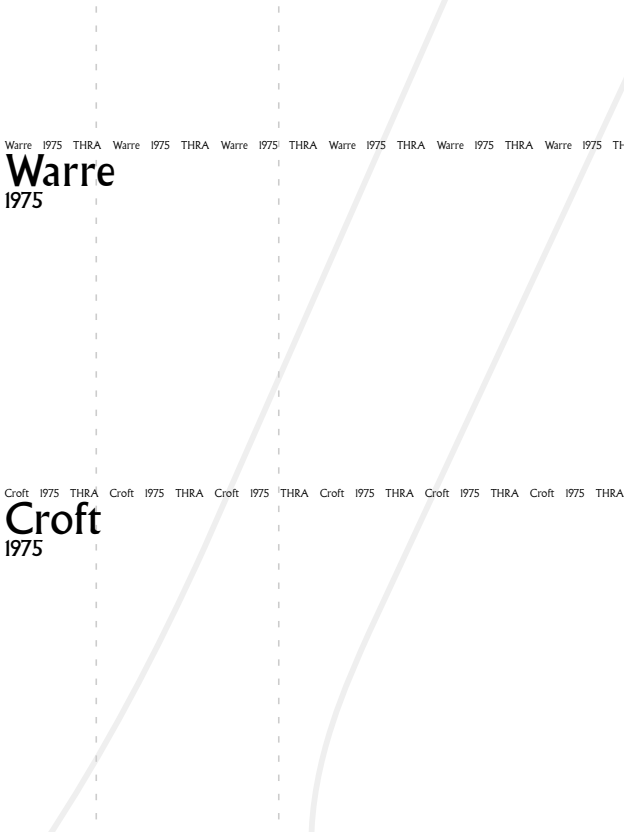 Warre 1975 THRA Warre 1975 THRA Warre 1975 THRA Warre 1975 THRA Warre 1975 THRA Warre 1975 TH
Warre
1975
Croft 1975 THRA Croft 1975 THRA Croft 1975 THRA Croft 1975 THRA Croft 1975 THRA Croft 1975 THRA
Croft
1975